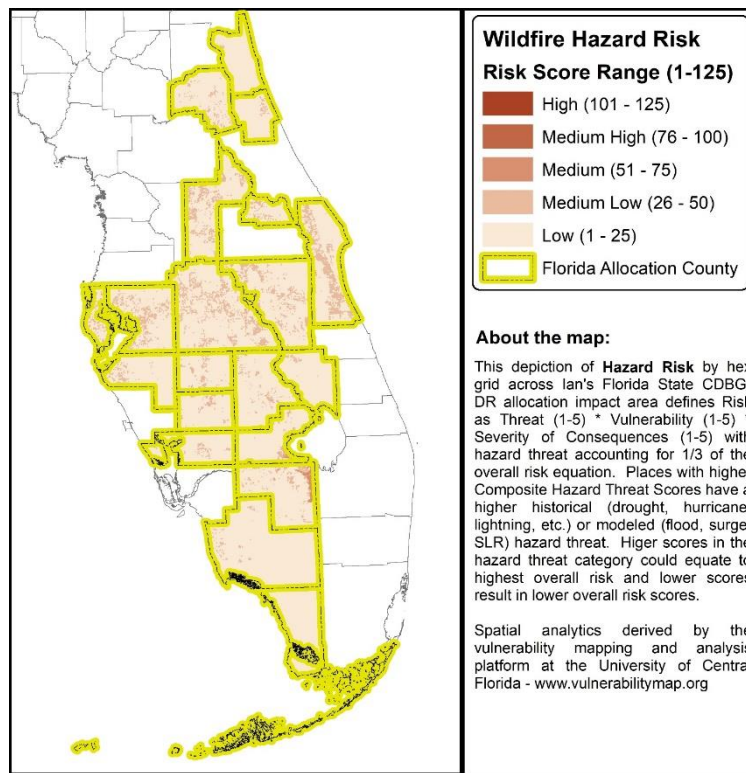 Wildfire Hazard Risk
Risk Score Range (1-125)
High (101 - 125)
Medium High (76 - 100)
Medium (51 - 75)
Medium Low (26 - 50)
Low (1 - 25)
Florida Allocation County
About the map:
This depiction of Hazard Risk by hex
grid across Ian's Florida State CDBG-
DR allocation impact area defines Risk
as Threat (1-5) * Vulnerability (1-5) *
Severity of Consequences (1-5) with
hazard threat accounting for 1/3 of the
overall risk equation. Places with higher
Composite Hazard Threat Scores have a
higher historical (drought, hurricane,
lightning, etc.) or modeled (flood, surge,
SLR) hazard threat. Higer scores in the
hazard threat category could equate to
highest overall risk and lower scores
result in lower overall risk scores.
Spatial analytics derived by the
vulnerability mapping and analysis
platform at the University of Central
Florida - www.vulnerabilitymap.org